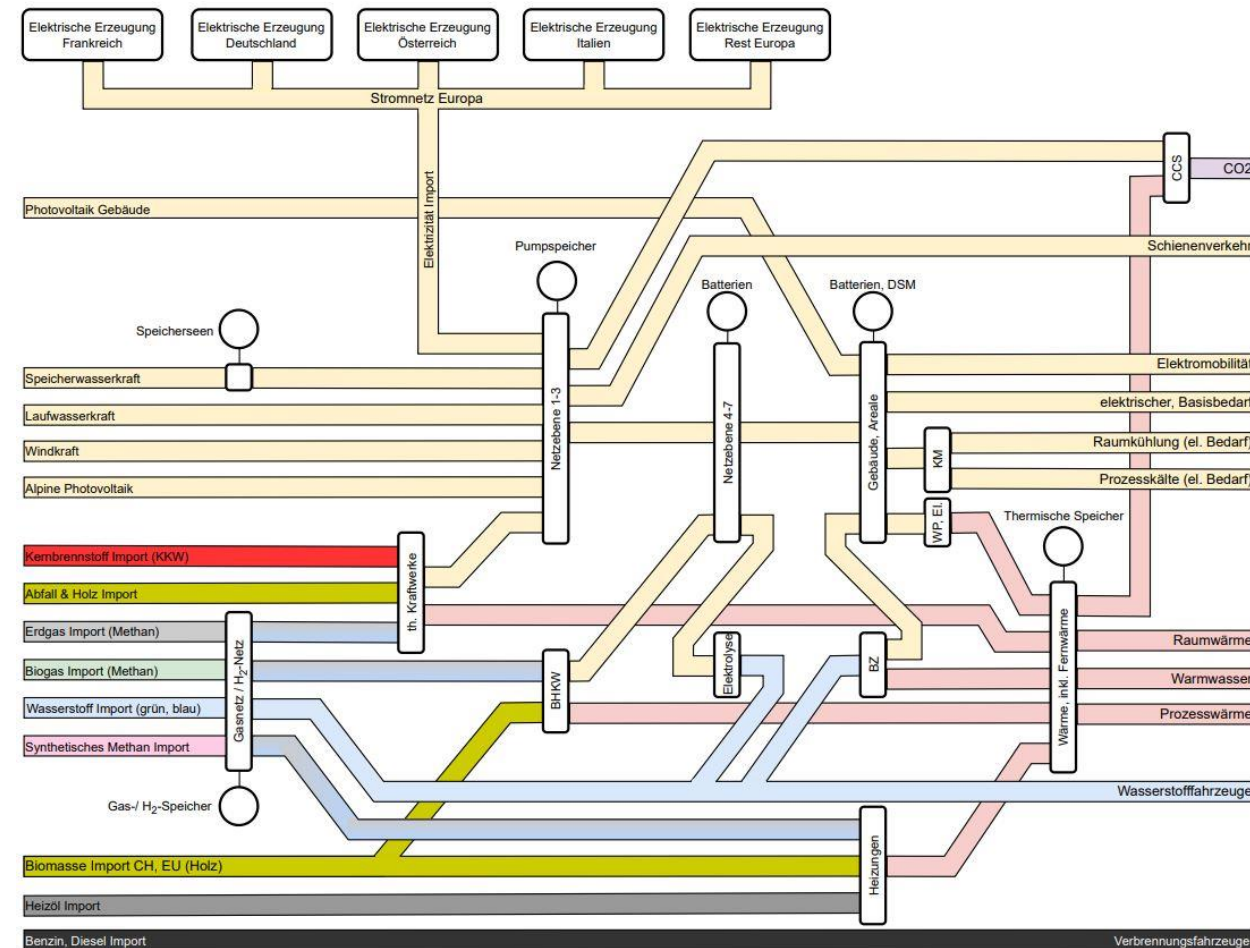 Elektrische Erzeugung
Frankreich
Elektrische Erzeugung
Deutschland
Elektrische Erzeugung
Österreich
Elektrische Erzeugung
Italien
Elektrische Erzeugung
Rest Europa
Stromnetz Europa
Elektrizität Import
CCS
CO2
Photovoltaik Gebäude
Pumpspeicher
Schienenverkehr
Batterien
Batterien, DSM
Speicherseen
Speicherwasserkraft
Elektromobilität
Laufwasserkraft
elektrischer, Basisbedarf
Netzebene 1-3
Netzebene 4-7
Gebäude, Areale
Windkraft
KM
Raumkühlung (el. Bedarf)
Alpine Photovoltaik
Prozesskälte (el. Bedarf)
WP, El.
Thermische Speicher
Kernbrennstoff Import (KKW)
th. Kraftwerke
Abfall & Holz Import
Erdgas Import (Methan)
Raumwärme
Biogas Import (Methan)
Gasnetz / H2-Netz
BHKW
Elektrolyse
BZ
Wärme, inkl. Fernwärme
Warmwasser
Wasserstoff Import (grün, blau)
Prozesswärme
Synthetisches Methan Import
Wasserstofffahrzeuge
Gas-/ H2-Speicher
Biomasse Import CH, EU (Holz)
Heizungen
Heizöl Import
Benzin, Diesel Import
Verbrennungsfahrzeuge